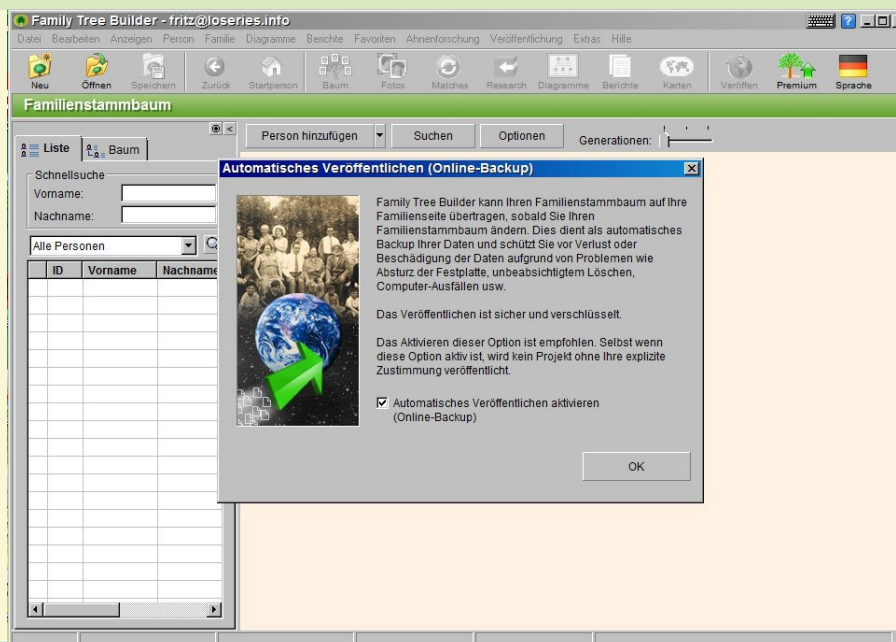 Family Tree Builder - fritz@loseries.info
Datei Bearbeiten Anzeigen Person Familie Diagramme Berichte Favoriten Ahnenforschung Veröffentlichung Extras Hilfe
Neu Öffnen Speichern Zurück Startperson Baum Fotos Matches Research Diagramme Berichte Karten Veröffen Premium Sprache
Familienstammbaum
Liste Baum
Person hinzufügen Suchen Optionen Generationen:
Schnellsuche
Vorname:
Nachname:
Alle Personen
ID Vorname Nachname
Automatisches Veröffentlichen (Online-Backup)
Family Tree Builder kann Ihren Familienstammbaum auf Ihre
Familienseite übertragen, sobald Sie Ihren
Familienstammbaum ändern. Dies dient als automatisches
Backup Ihrer Daten und schützt Sie vor Verlust oder
Beschädigung der Daten aufgrund von Problemen wie
Absturz der Festplatte, unbeabsichtigtem Löschen,
Computer-Ausfällen usw.
Das Veröffentlichen ist sicher und verschlüsselt.
Das Aktivieren dieser Option ist empfohlen. Selbst wenn
diese Option aktiv ist, wird kein Projekt ohne Ihre explizite
Zustimmung veröffentlicht.
Automatisches Veröffentlichen aktivieren
(Online-Backup)
OK